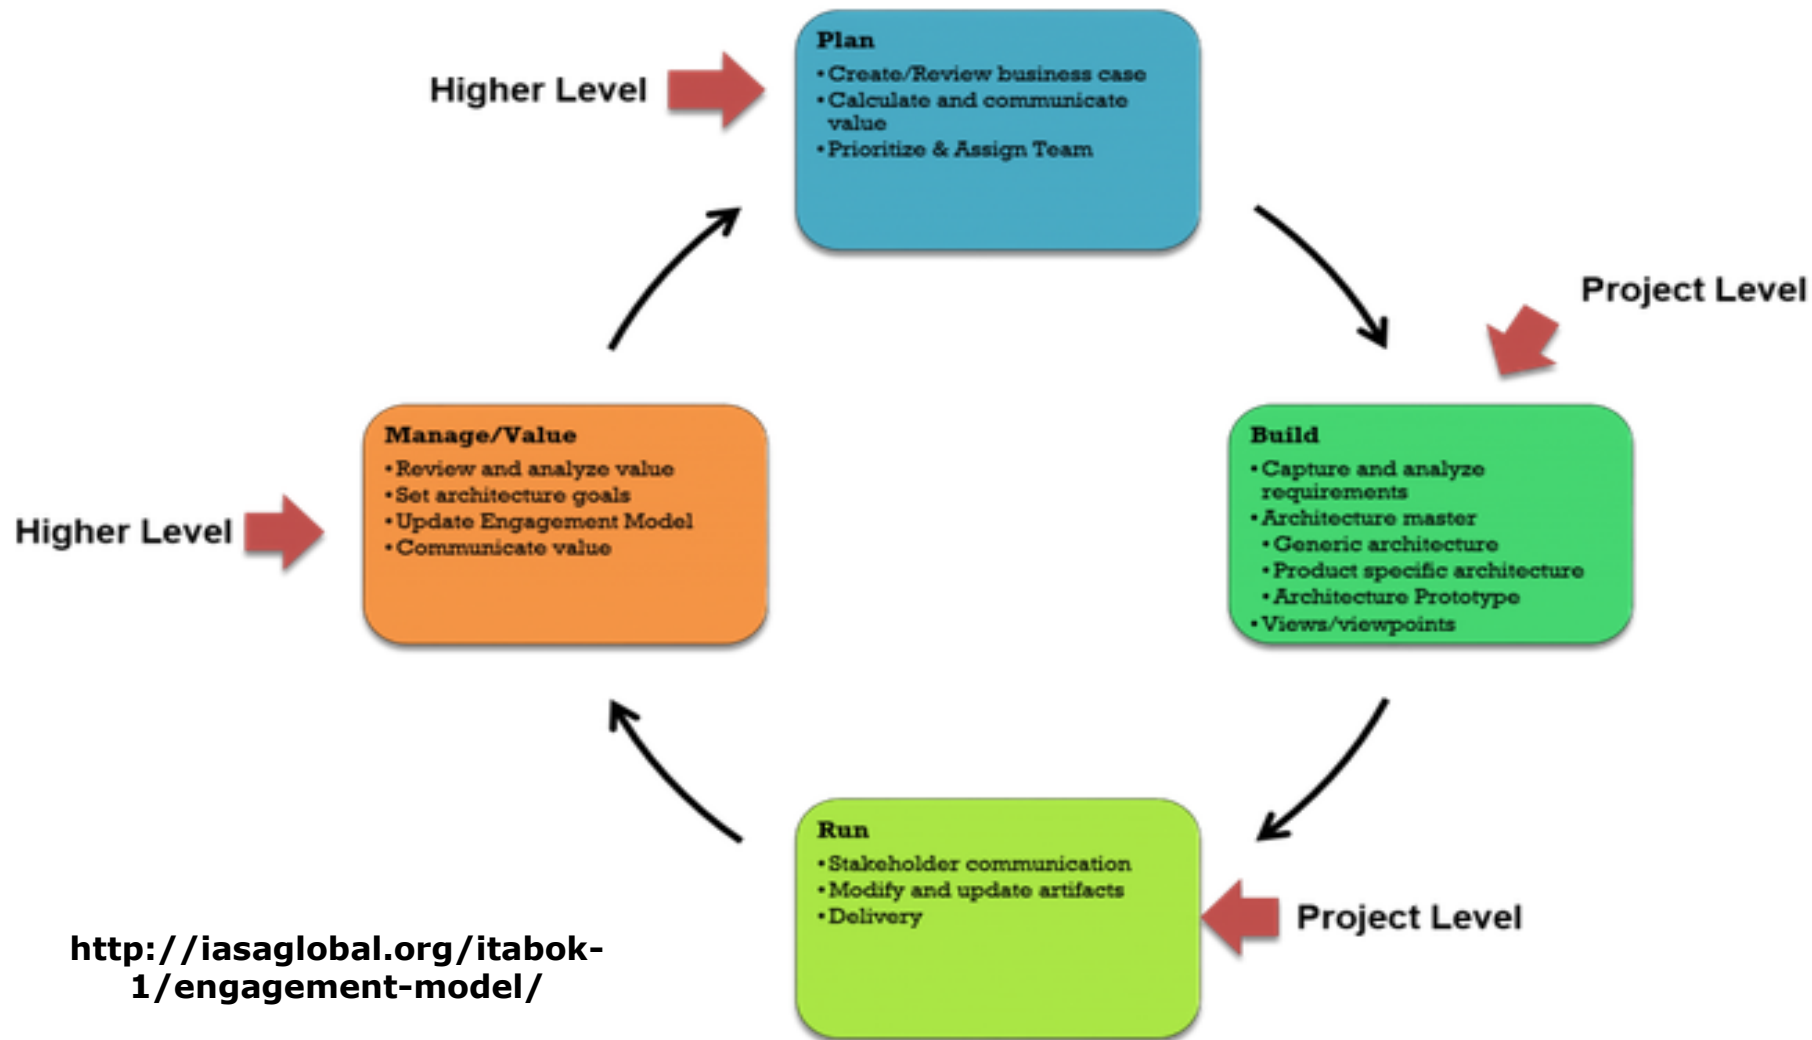 Plan
•Create/Review business case
•Calculate and communicate
value
•Prioritize & Assign Team
Higher Level
Project Level
Manage/Value
•Review and analyze value
•Set architecture goals
•Update Engagement Model
•Communicate value
Higher Level
Build
•Capture and analyze
requirements
•Architecture master
•Generic architecture
•Product specific architecture
•Architecture Prototype
•Views/viewpoints
Run
•Stakeholder communication
•Modify and update artifacts
•Delivery
Project Level
http://iasaglobal.org/itabok-
1/engagement-model/